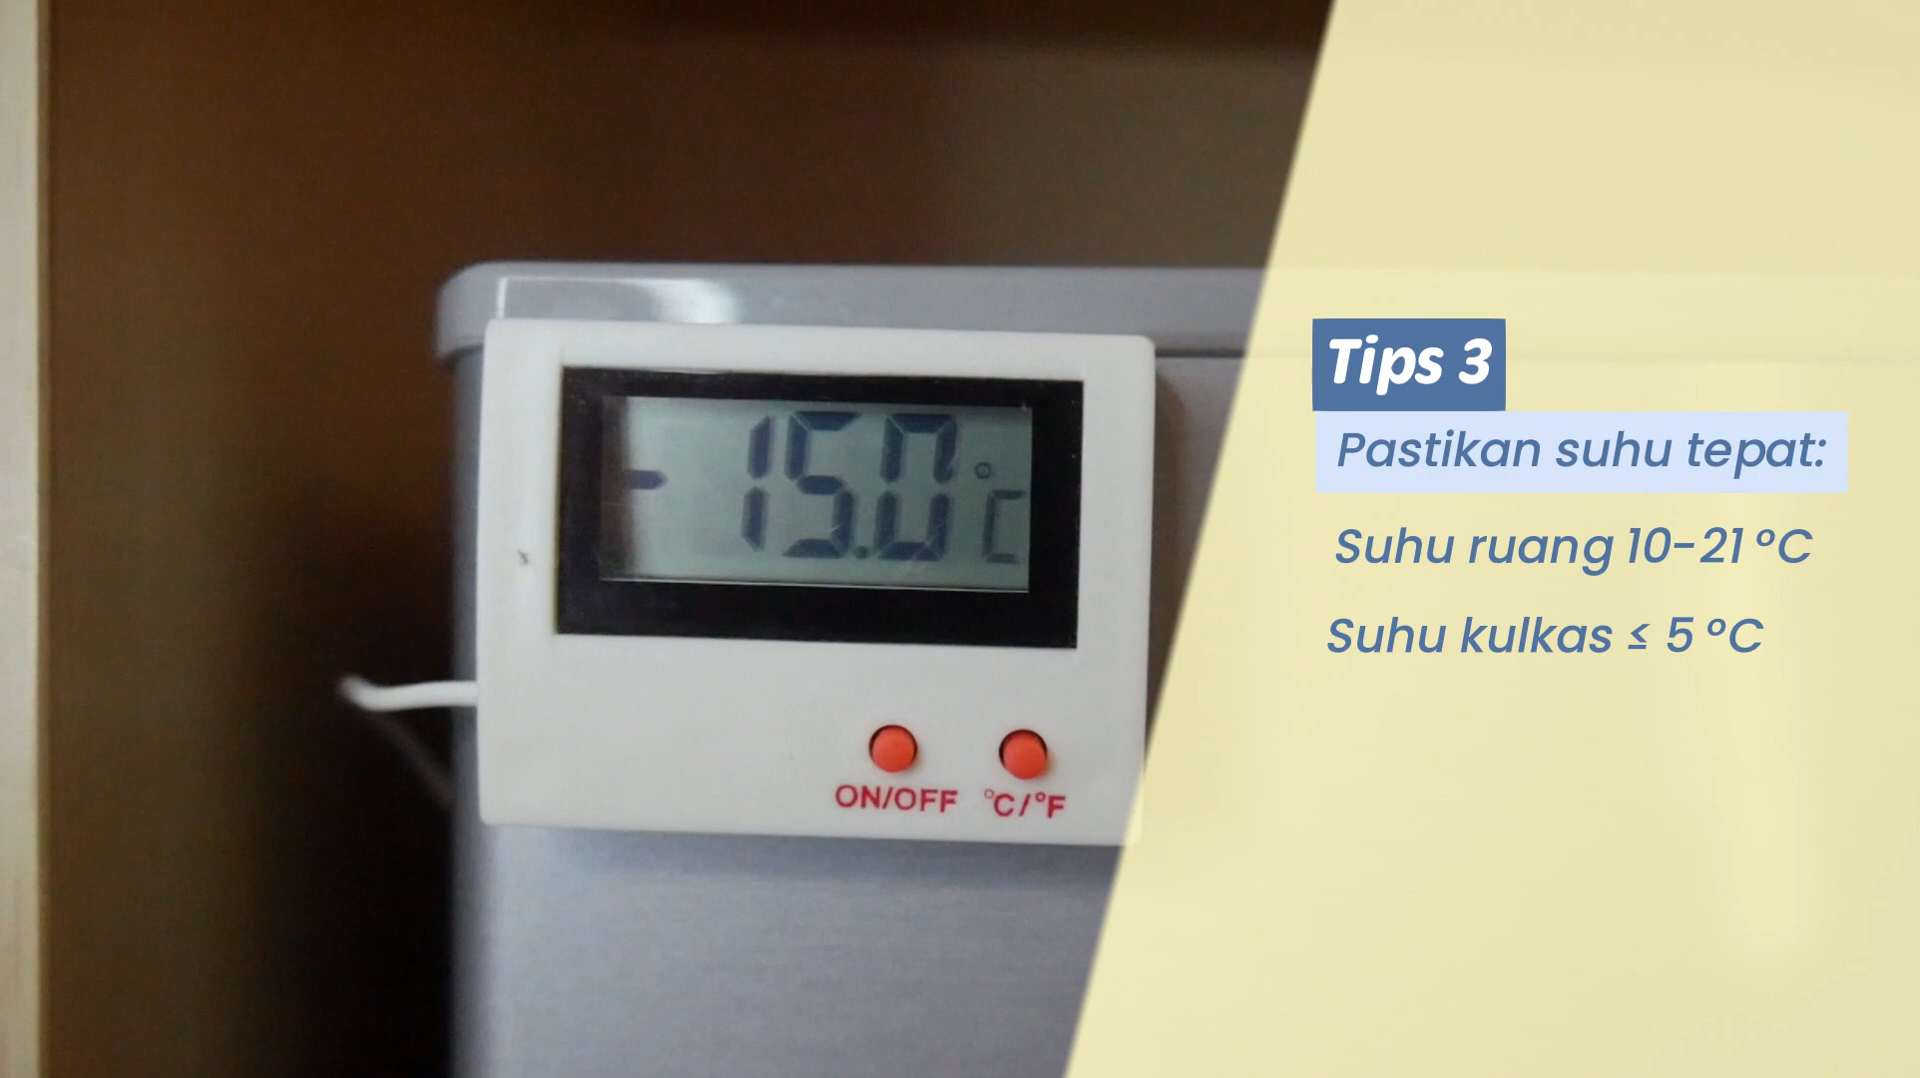 -15.0 °C
ON/OFF °C/°F
Tips 3
Pastikan suhu tepat:
Suhu ruang 10-21 °C
Suhu kulkas ≤ 5 °C